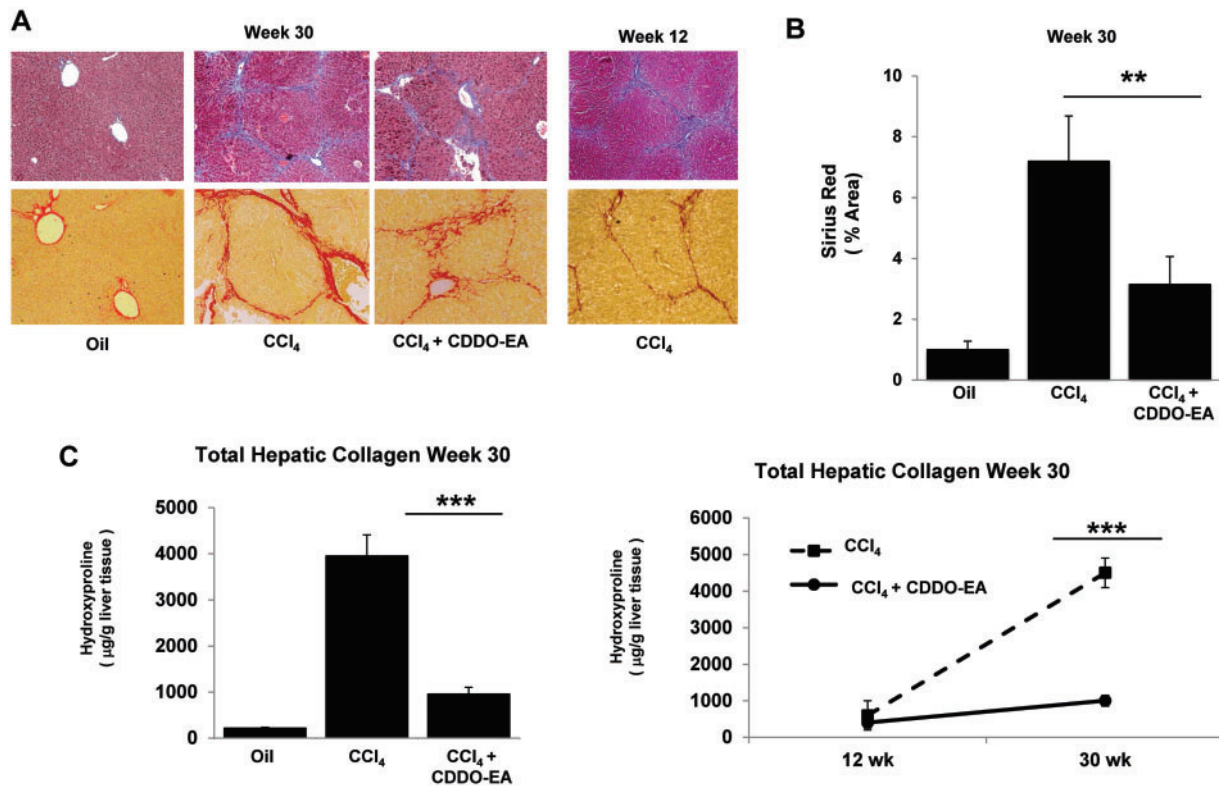 A
Week 30
Week 12
Oil
CCl₄
CCl₄ + CDDO-EA
CCl₄
B
Week 30
Sirius Red
( % Area)
10
8
6
4
2
0
**
Oil
CCl₄
CCl₄ +
CDDO-EA
C
Total Hepatic Collagen Week 30
Hydroxyproline
( µg/g liver tissue )
5000
4000
3000
2000
1000
0
***
Oil
CCl₄
CCl₄ +
CDDO-EA
Total Hepatic Collagen Week 30
Hydroxyproline
( µg/g liver tissue )
6000
5000
4000
3000
2000
1000
0
CCl₄
CCl₄ + CDDO-EA
***
12 wk
30 wk